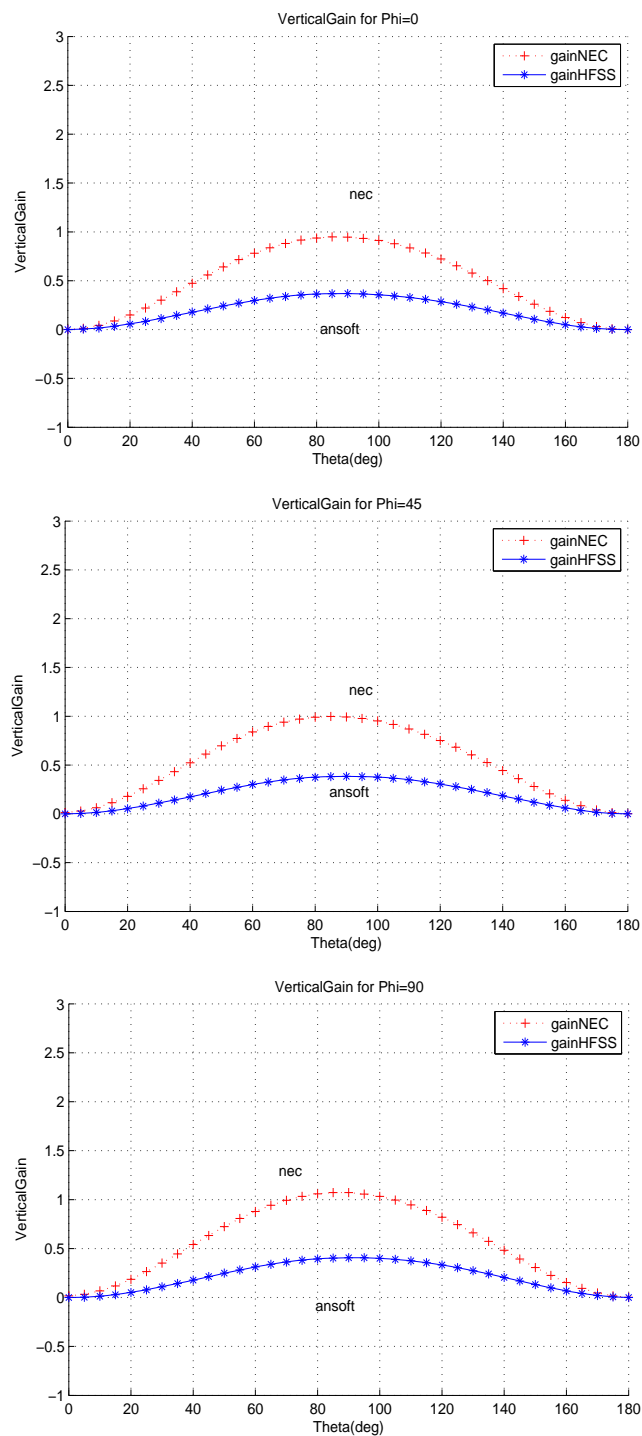 VerticalGain for Phi=0
3
2.5
2
1.5
1
0.5
0
−0.5
−1
VerticalGain
gainNEC
gainHFSS
nec
ansoft
0 20 40 60 80 100 120 140 160 180
Theta(deg)
VerticalGain for Phi=45
3
2.5
2
1.5
1
0.5
0
−0.5
−1
VerticalGain
gainNEC
gainHFSS
nec
ansoft
0 20 40 60 80 100 120 140 160 180
Theta(deg)
VerticalGain for Phi=90
3
2.5
2
1.5
1
0.5
0
−0.5
−1
VerticalGain
gainNEC
gainHFSS
nec
ansoft
0 20 40 60 80 100 120 140 160 180
Theta(deg)